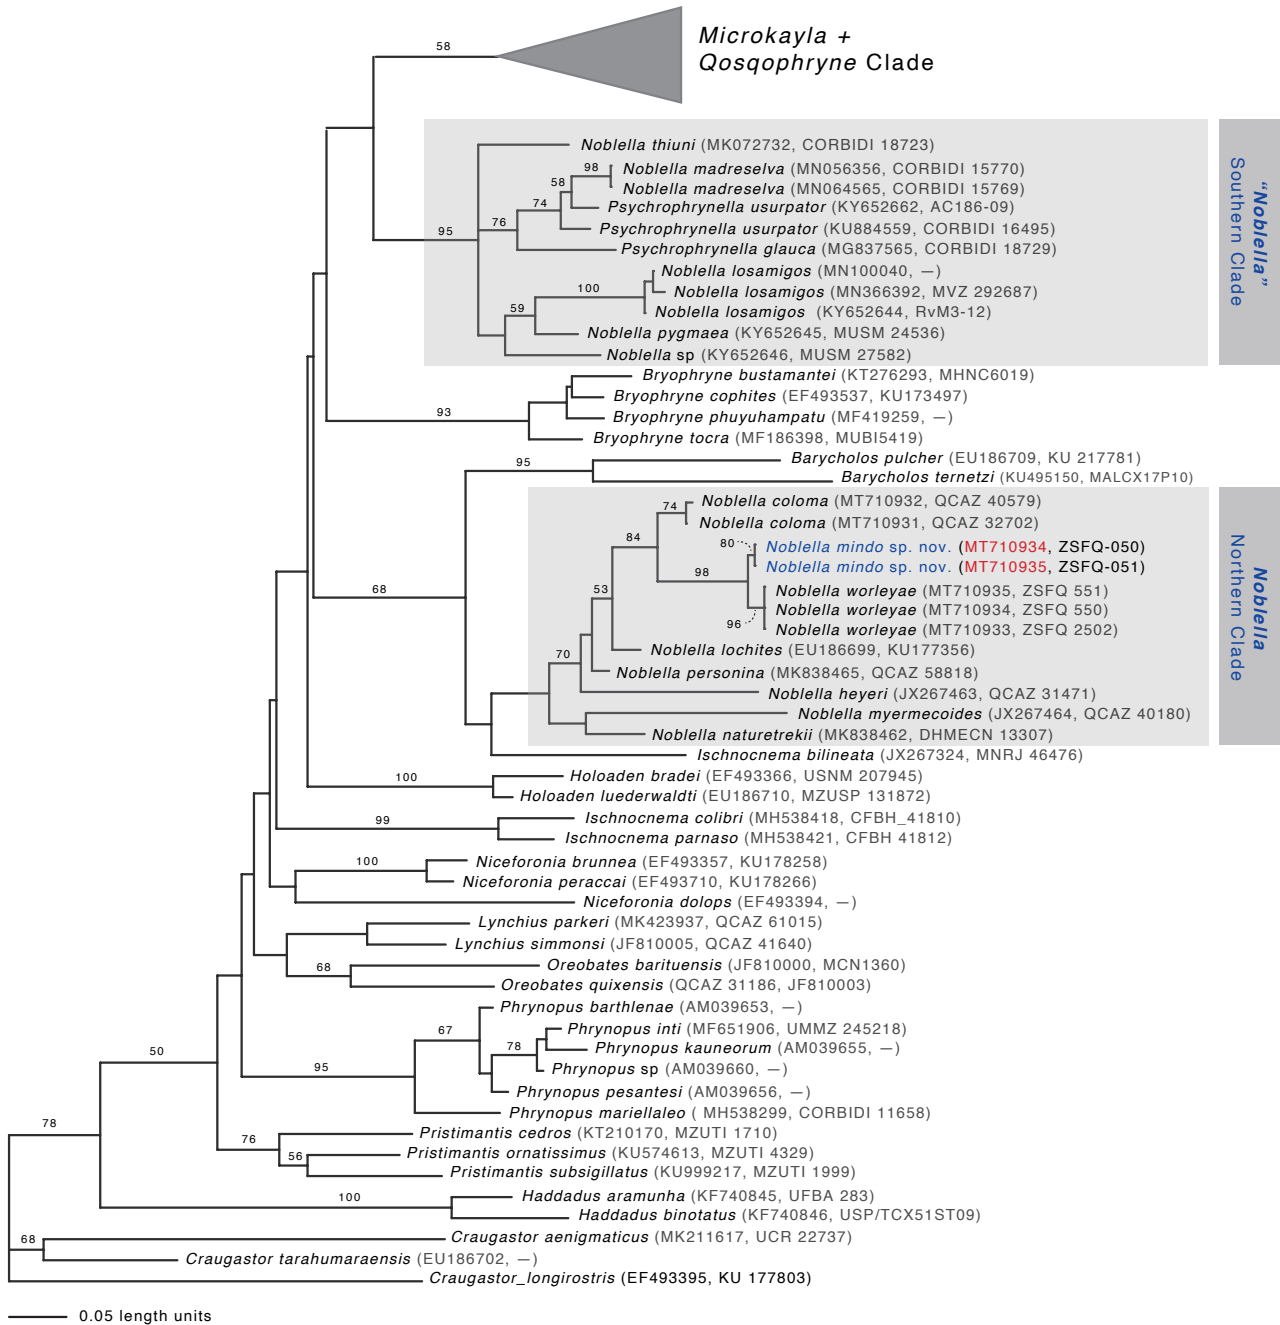 58
Microkayla +
Qosqophryne Clade
Noblella thiuni (MK072732, CORBIDI 18723)
98
Noblella madreselva (MN056356, CORBIDI 15770)
58
Noblella madreselva (MN064565, CORBIDI 15769)
74
Psychrophrynella usurpator (KY652662, AC186-09)
76
Psychrophrynella usurpator (KU884559, CORBIDI 16495)
95
Psychrophrynella glauca (MG837565, CORBIDI 18729)
Noblella losamigos (MN100040, —)
100
Noblella losamigos (MN366392, MVZ 292687)
59
Noblella losamigos (KY652644, RvM3-12)
Noblella pygmaea (KY652645, MUSM 24536)
Noblella sp (KY652646, MUSM 27582)
"Noblella"
Southern Clade
Bryophryne bustamantei (KT276293, MHNC6019)
Bryophryne cophites (EF493537, KU173497)
93
Bryophryne phuyuhampatu (MF419259, —)
Bryophryne tocra (MF186398, MUBI5419)
95
Barycholos pulcher (EU186709, KU 217781)
Barycholos ternetzi (KU495150, MALCX17P10)
Noblella coloma (MT710932, QCAZ 40579)
74
Noblella coloma (MT710931, QCAZ 32702)
84
80
Noblella mindo sp. nov. (MT710934, ZSFQ-050)
Noblella mindo sp. nov. (MT710935, ZSFQ-051)
98
68
53
Noblella worleyae (MT710935, ZSFQ 551)
Noblella worleyae (MT710934, ZSFQ 550)
96
Noblella worleyae (MT710933, ZSFQ 2502)
Noblella lochites (EU186699, KU177356)
70
Noblella personina (MK838465, QCAZ 58818)
Noblella heyeri (JX267463, QCAZ 31471)
Noblella myermecoides (JX267464, QCAZ 40180)
Noblella naturetrekii (MK838462, DHMECN 13307)
Noblella
Northern Clade
Ischnocnema bilineata (JX267324, MNRJ 46476)
100
Holoaden bradei (EF493366, USNM 207945)
Holoaden luederwaldti (EU186710, MZUSP 131872)
99
Ischnocnema colibri (MH538418, CFBH_41810)
Ischnocnema parnaso (MH538421, CFBH 41812)
100
Niceforonia brunnea (EF493357, KU178258)
Niceforonia peraccai (EF493710, KU178266)
Niceforonia dolops (EF493394, —)
Lynchius parkeri (MK423937, QCAZ 61015)
Lynchius simmonsi (JF810005, QCAZ 41640)
68
Oreobates barituensis (JF810000, MCN1360)
Oreobates quixensis (QCAZ 31186, JF810003)
Phrynopus barthlenae (AM039653, —)
67
Phrynopus inti (MF651906, UMMZ 245218)
78
Phrynopus kauneorum (AM039655, —)
50
95
Phrynopus sp (AM039660, —)
Phrynopus pesantesi (AM039656, —)
Phrynopus mariellaleo ( MH538299, CORBIDI 11658)
78
76
Pristimantis cedros (KT210170, MZUTI 1710)
56
Pristimantis ornatissimus (KU574613, MZUTI 4329)
Pristimantis subsigillatus (KU999217, MZUTI 1999)
100
Haddadus aramunha (KF740845, UFBA 283)
Haddadus binotatus (KF740846, USP/TCX51ST09)
68
Craugastor aenigmaticus (MK211617, UCR 22737)
Craugastor tarahumaraensis (EU186702, —)
Craugastor_longirostris (EF493395, KU 177803)
0.05 length units